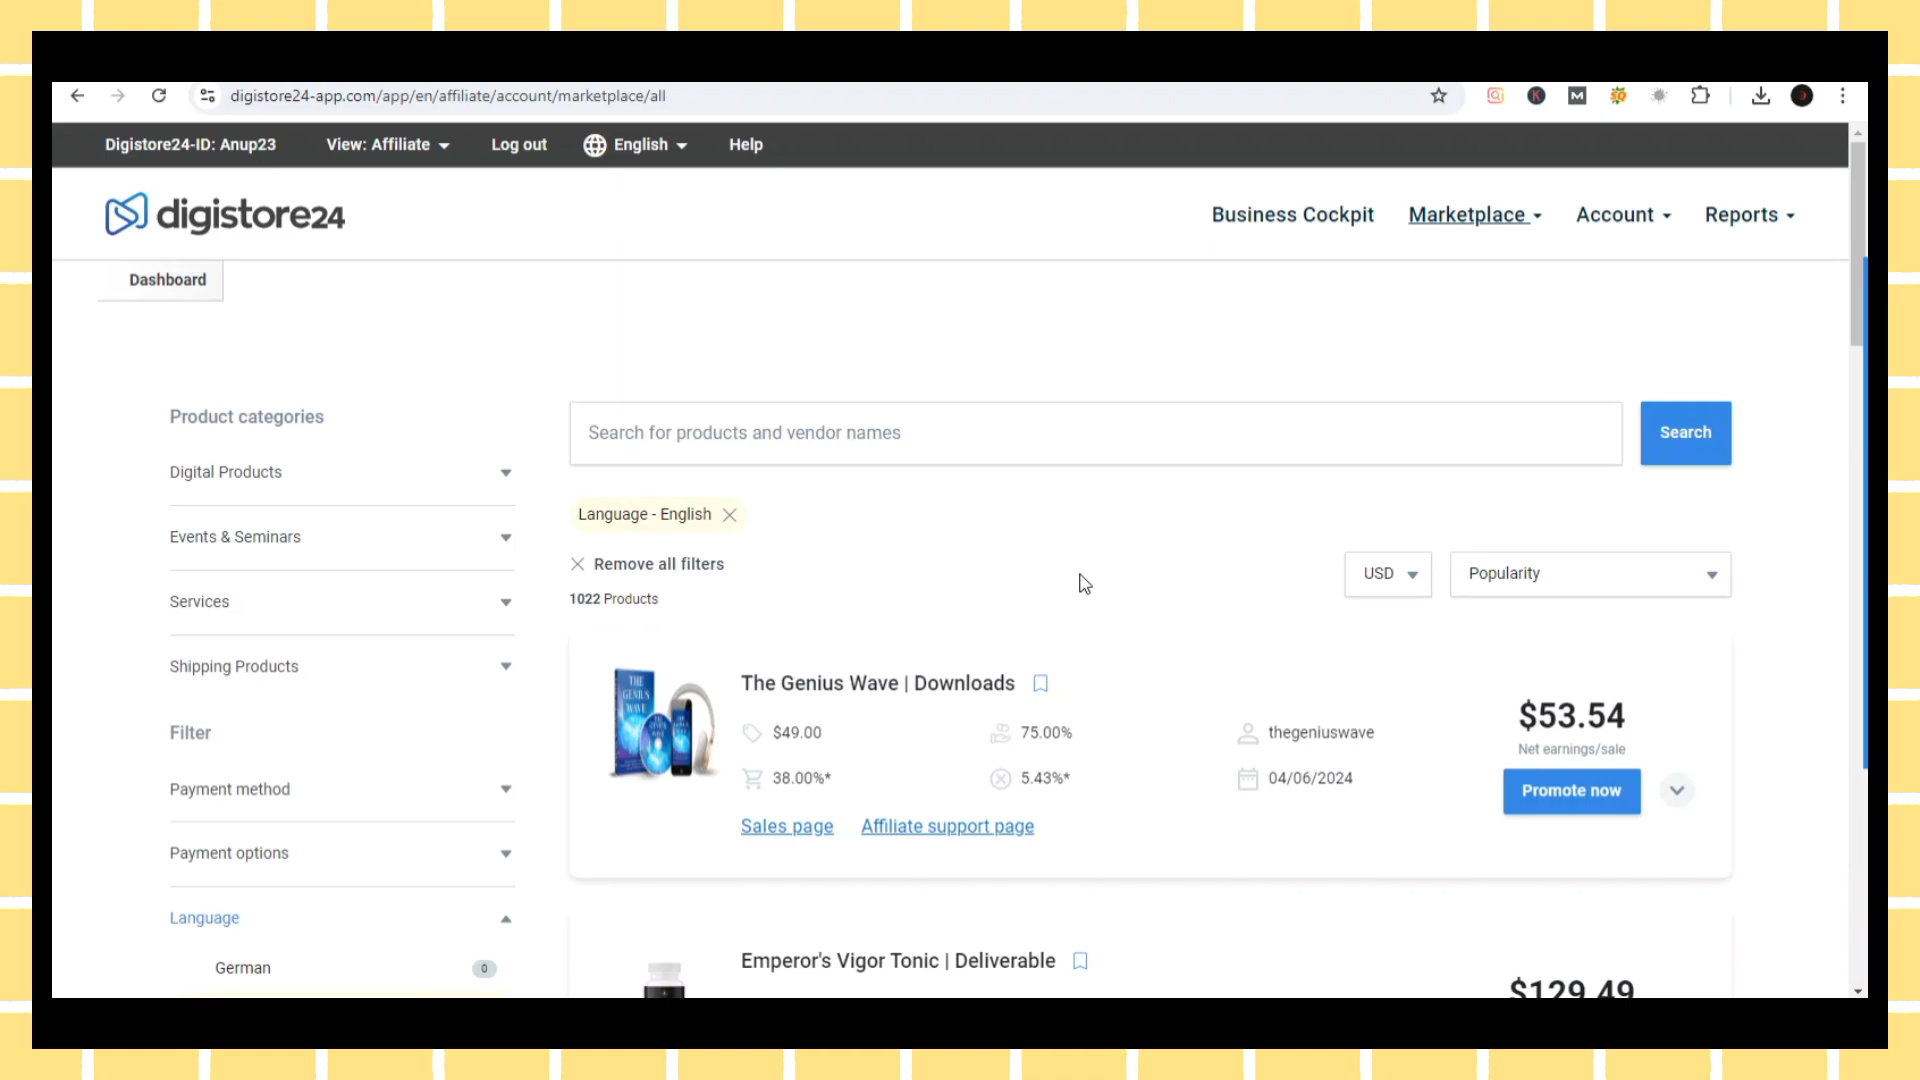 digistore24-app.com/app/en/affiliate/account/marketplace/all
Digistore24-ID: Anup23 View: Affiliate Log out English Help
digistore24 Business Cockpit Marketplace Account Reports
Dashboard
Product categories
Search for products and vendor names Search
Digital Products
Language - English
Events & Seminars
Remove all filters
USD Popularity
1022 Products
Services
Shipping Products
The Genius Wave | Downloads
THE GENIUS WAVE
$49.00 75.00% thegeniuswave
$53.54
Net earnings/sale
38.00%* 5.43%* 04/06/2024
Promote now
Sales page Affiliate support page
Filter
Payment method
Payment options
Language
German 0
Emperor's Vigor Tonic | Deliverable
$129.49